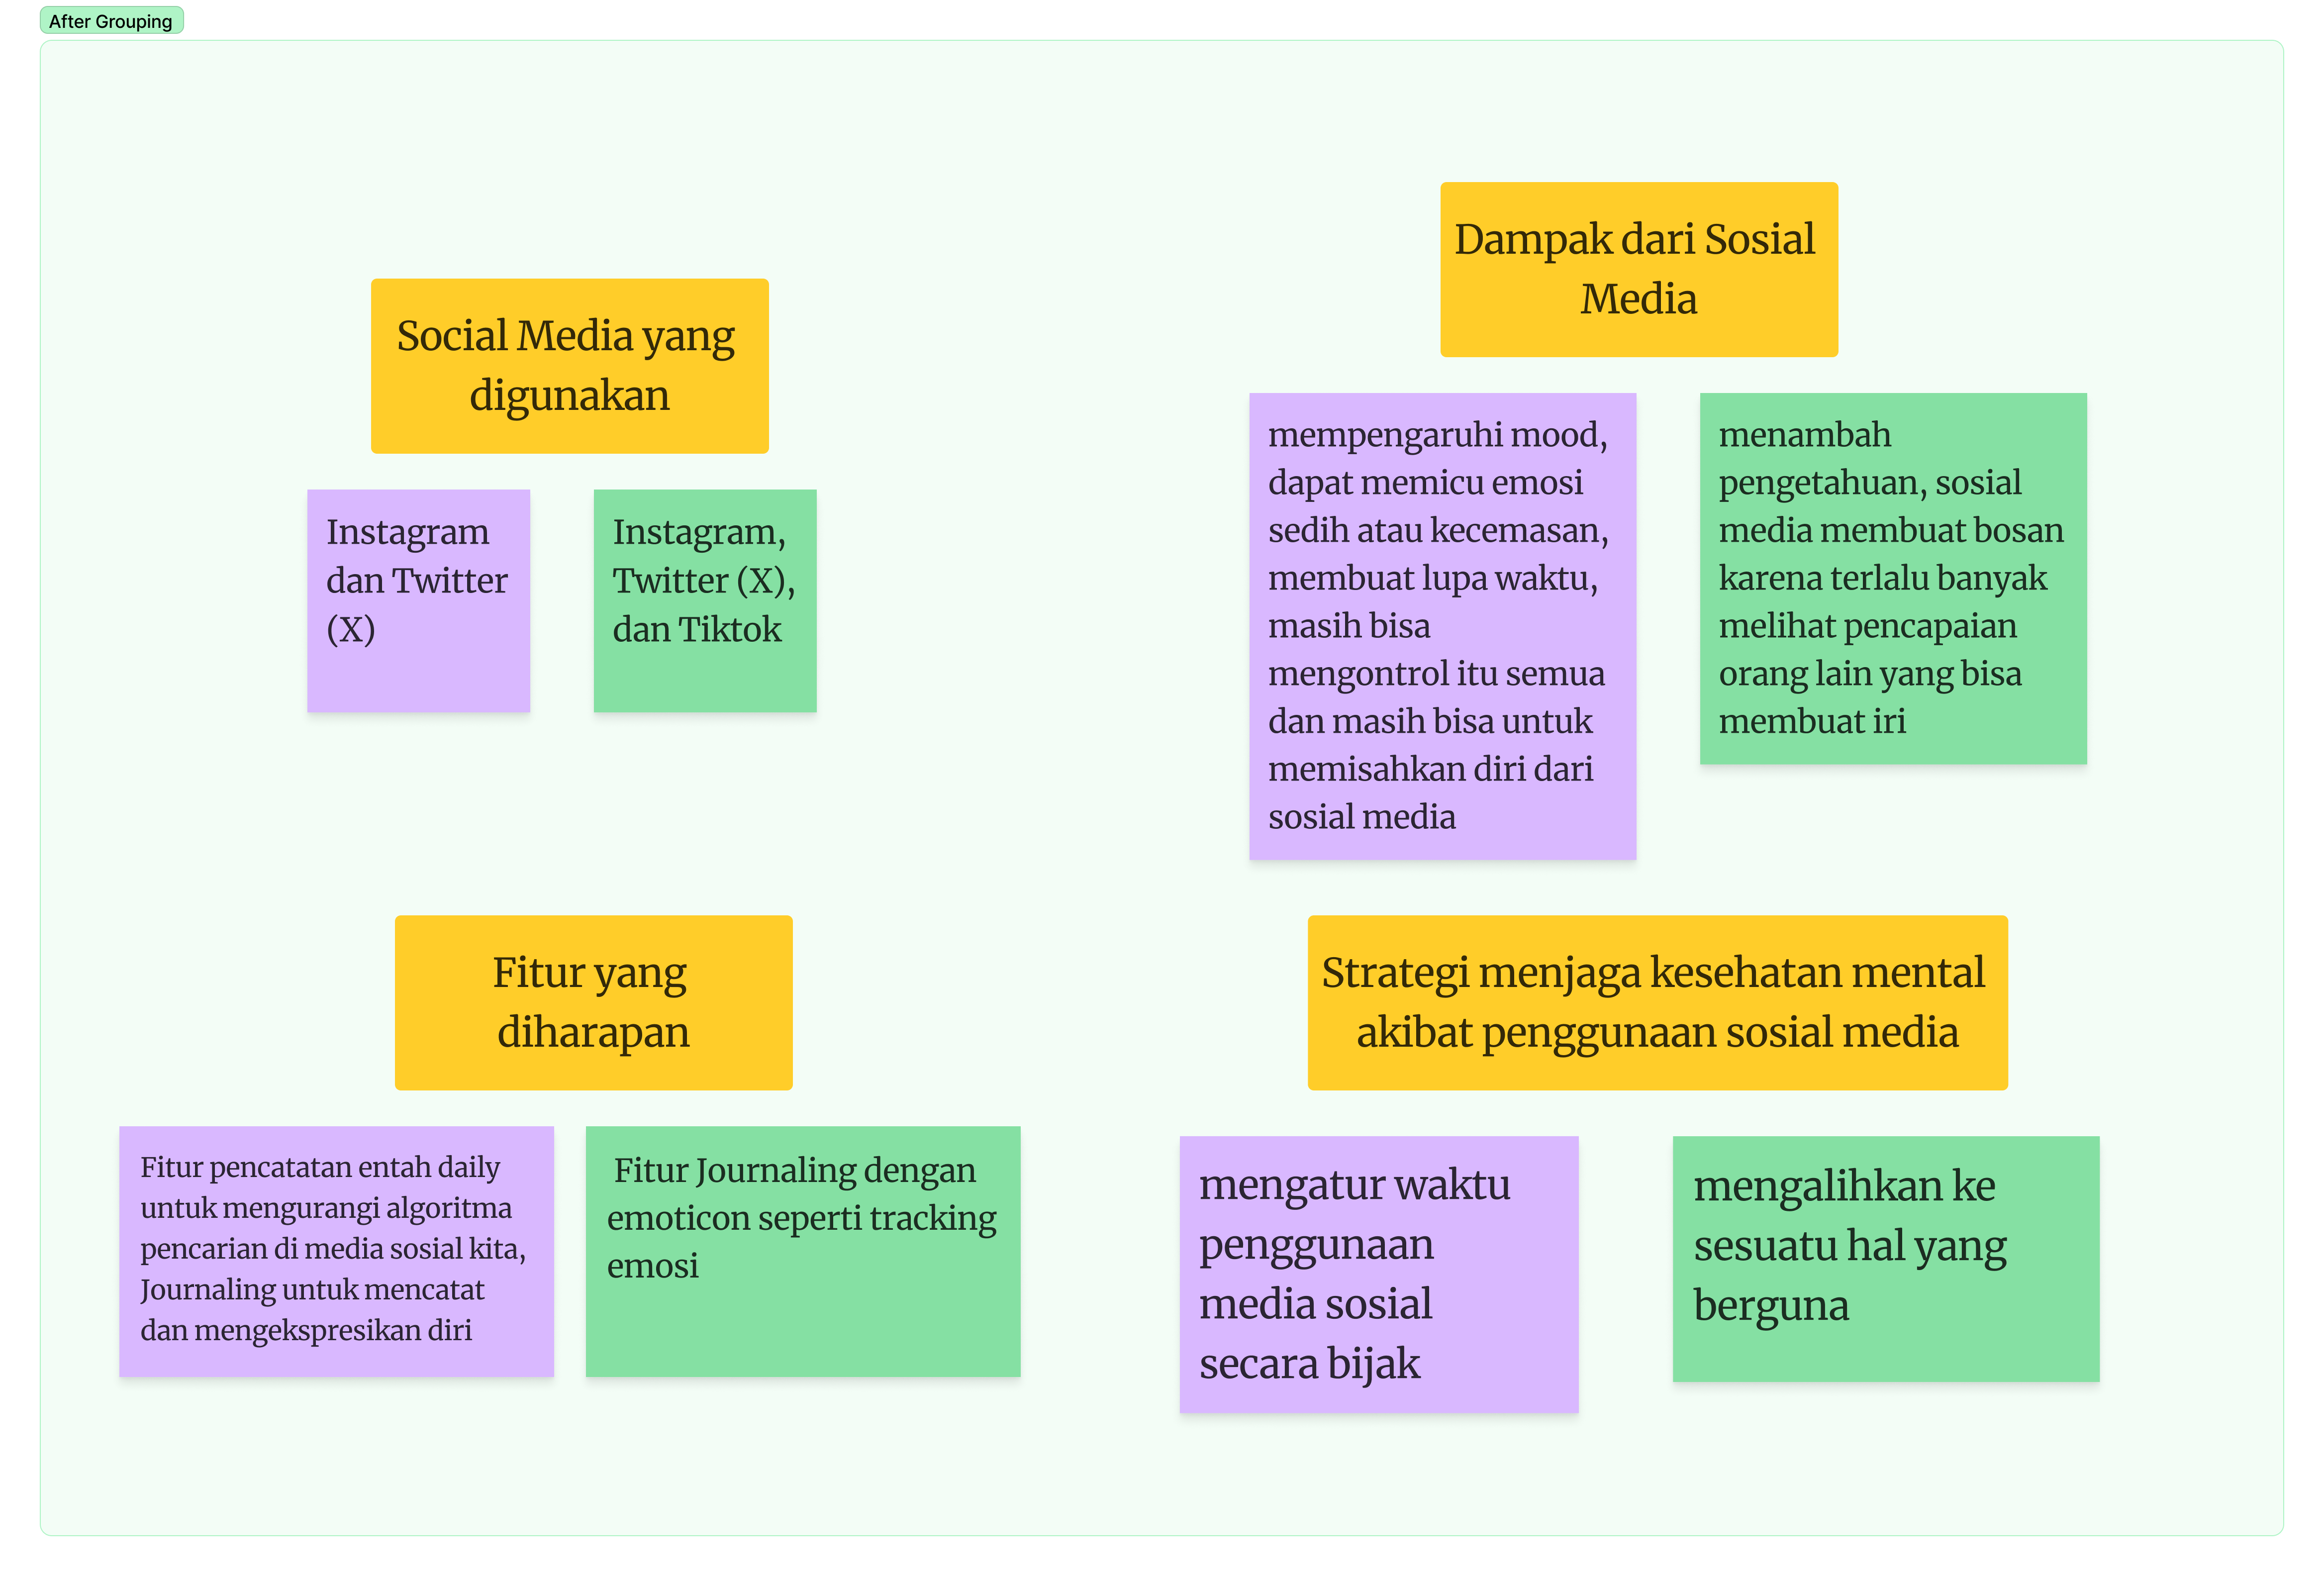 After Grouping
Social Media yang
digunakan
Instagram
dan Twitter
(X)
Instagram,
Twitter (X),
dan Tiktok
Dampak dari Sosial
Media
mempengaruhi mood,
dapat memicu emosi
sedih atau kecemasan,
membuat lupa waktu,
masih bisa
mengontrol itu semua
dan masih bisa untuk
memisahkan diri dari
sosial media
menambah
pengetahuan, sosial
media membuat bosan
karena terlalu banyak
melihat pencapaian
orang lain yang bisa
membuat iri
Fitur yang
diharapan
Fitur pencatatan entah daily
untuk mengurangi algoritma
pencarian di media sosial kita,
Journaling untuk mencatat
dan mengekspresikan diri
Fitur Journaling dengan
emoticon seperti tracking
emosi
Strategi menjaga kesehatan mental
akibat penggunaan sosial media
mengatur waktu
penggunaan
media sosial
secara bijak
mengalihkan ke
sesuatu hal yang
berguna